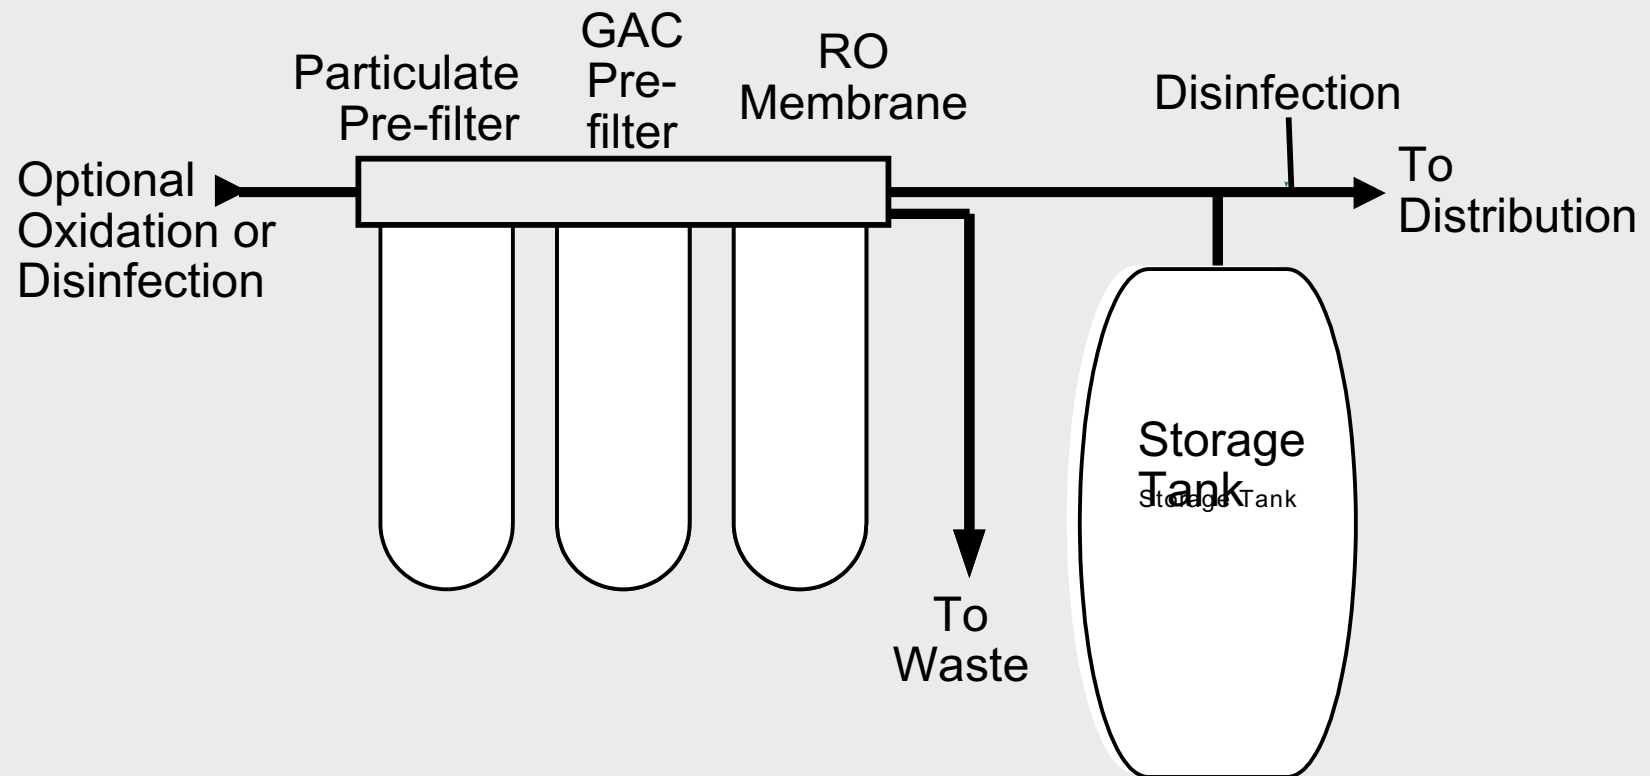 GAC
Pre-
filter
Particulate
Pre-filter
RO
Membrane
Disinfection
Optional
Oxidation or
Disinfection
To
Distribution
Storage
Tank
Storage Tank
To
Waste